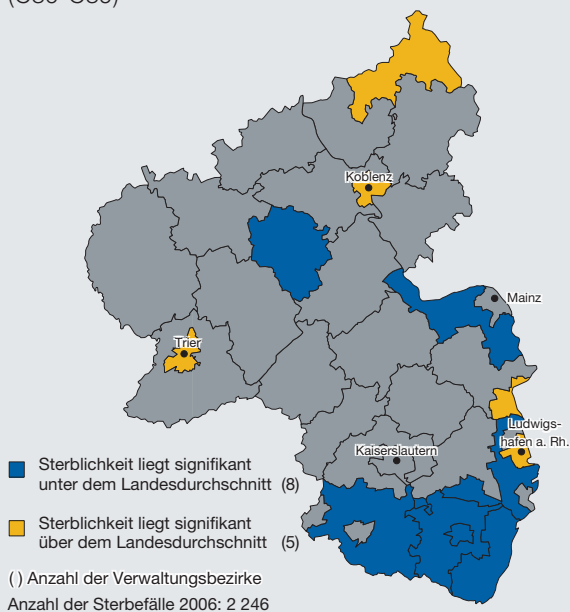 Koblenz
Mainz
Trier
Ludwigs-
hafen a. Rh.
Kaiserslautern
Sterblichkeit liegt signifikant
unter dem Landesdurchschnitt (8)
Sterblichkeit liegt signifikant
über dem Landesdurchschnitt (5)
( ) Anzahl der Verwaltungsbezirke
Anzahl der Sterbefälle 2006: 2 246